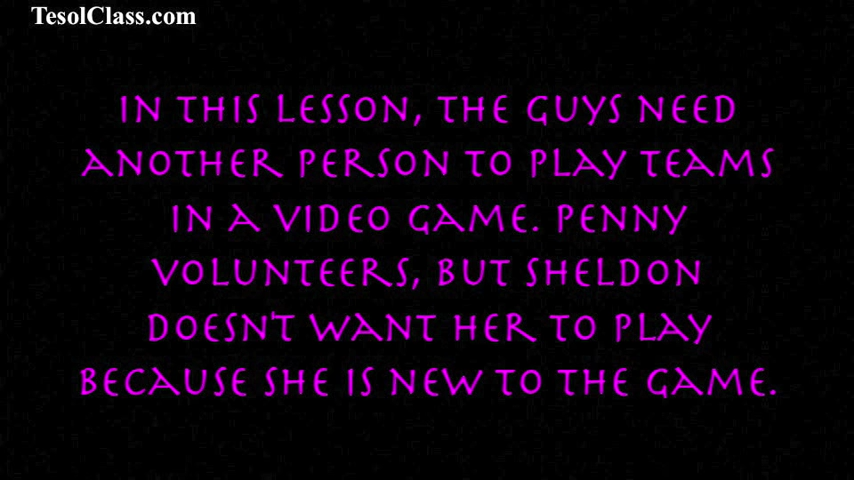 TesolClass.com
IN THIS LESSON, THE GUYS NEED
ANOTHER PERSON TO PLAY TEAMS
IN A VIDEO GAME. PENNY
VOLUNTEERS, BUT SHELDON
DOESN'T WANT HER TO PLAY
BECAUSE SHE IS NEW TO THE GAME.